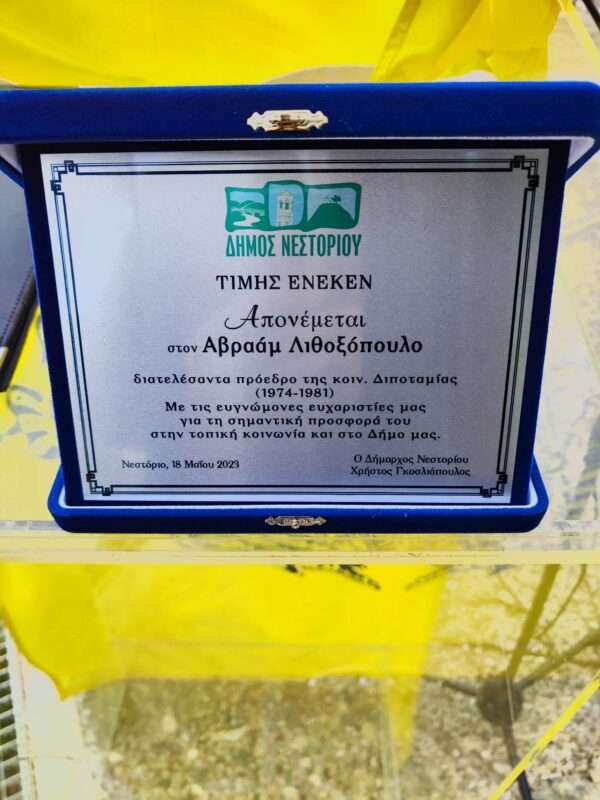 ΔΗΜΟΣ ΝΕΣΤΟΡΙΟΥ
ΤΙΜΗΣ ΕΝΕΚΕΝ
Απονέμεται
στον Αβραάμ Λιθοξόπουλο
διατελέσαντα πρόεδρο της κοιν. Διποταμίας
(1974-1981)
Με τις ευγνώμονες ευχαριστίες μας
για τη σημαντική προσφορά του
στην τοπική κοινωνία και στο Δήμο μας.
Νεστόριο, 18 Μαΐου 2023
Ο Δήμαρχος Νεστορίου
Χρήστος Γκοσλιόπουλος